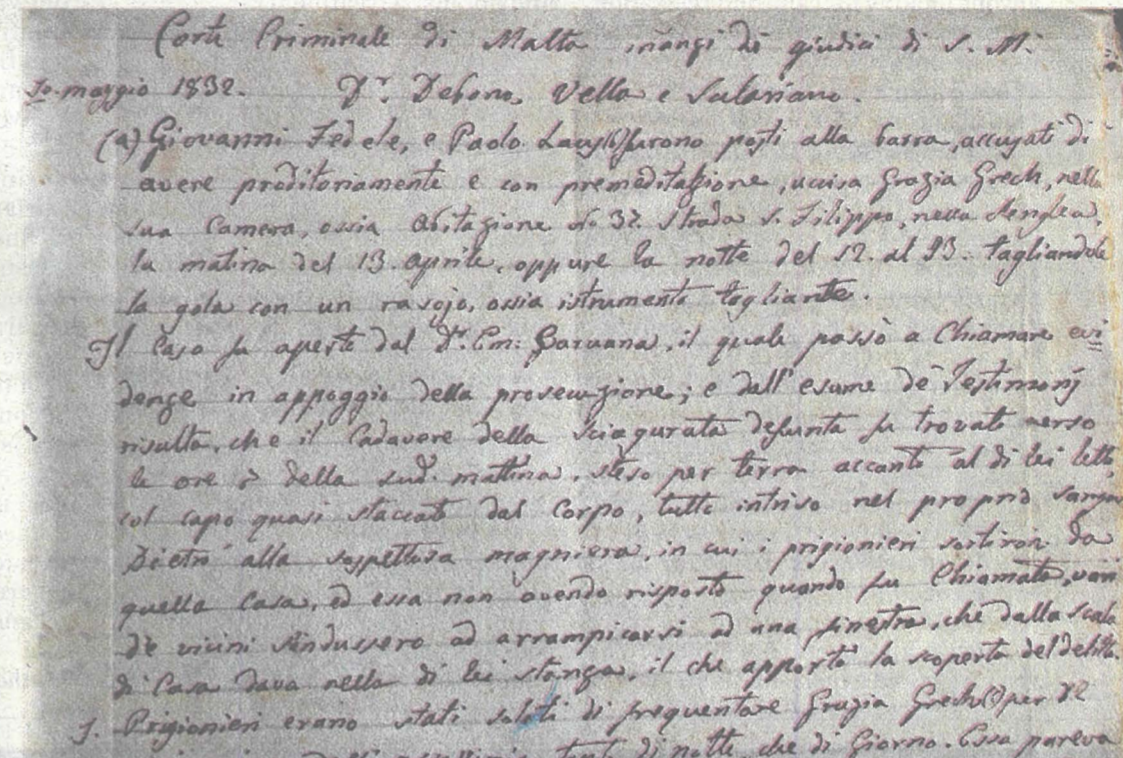 Corte Criminale di Malta inanzi di giudici di S. M.
10. maggio 1832. Dr. Debono, Vella e Salariano.
(a) Giovanni Fedele, e Paolo furono posti alla barra, accusati di
avere proditoriamente e con premeditazione, uccisa Grazia Grech, nella
sua Camera, ossia Abitazione No 32. Strada S. Filippo, nella Senglea,
la matina del 13. Aprile, oppure la notte del 12. al 13. tagliandole
la gola con un rasojo, ossia istrumento tagliante.
Il Caso fu aperto dal Dr. Caruana, il quale passò a Chiamare evi
denze in appoggio della prosecuzione; e dall'esame de' Testimonj
risulta, che il Cadavere della sciagurata defunta fu trovato verso
le ore della sud. mattina, steso per terra accanto al di lei letto
col capo quasi staccato dal Corpo, tutto intriso nel proprio sangue
Dietro alla sospettosa magniera, in cui i prigionieri sortiron da
quella Casa, ed essa non avendo risposto quando fu Chiamata, varj
de vicini s'indussero ad arrampicarsi ad una finestra, che dalla scala
di Casa dava nella di lei stanza, il che apportò la scoperta del delitto.
I. Prigionieri erano stati soliti di frequentare Grazia Grech per
tanto di notte, che di Giorno. Essa pareva